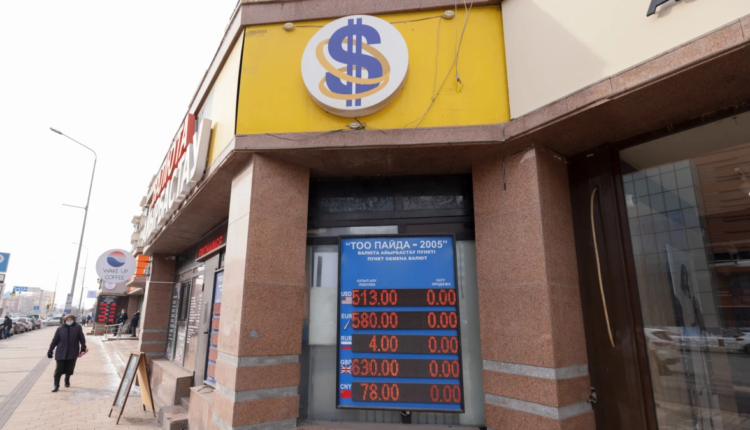 $
ВАЛЮТА
WAKE UP
COFFEE
"ТОО ПАЙДА - 2005"
ВАЛЮТА АЙЫРБАСТАУ ПУНКТІ
ПУНКТ ОБМЕНА ВАЛЮТ
USD 513.00 0.00
EUR 580.00 0.00
RUB 4.00 0.00
GBP 630.00 0.00
CNY 78.00 0.00